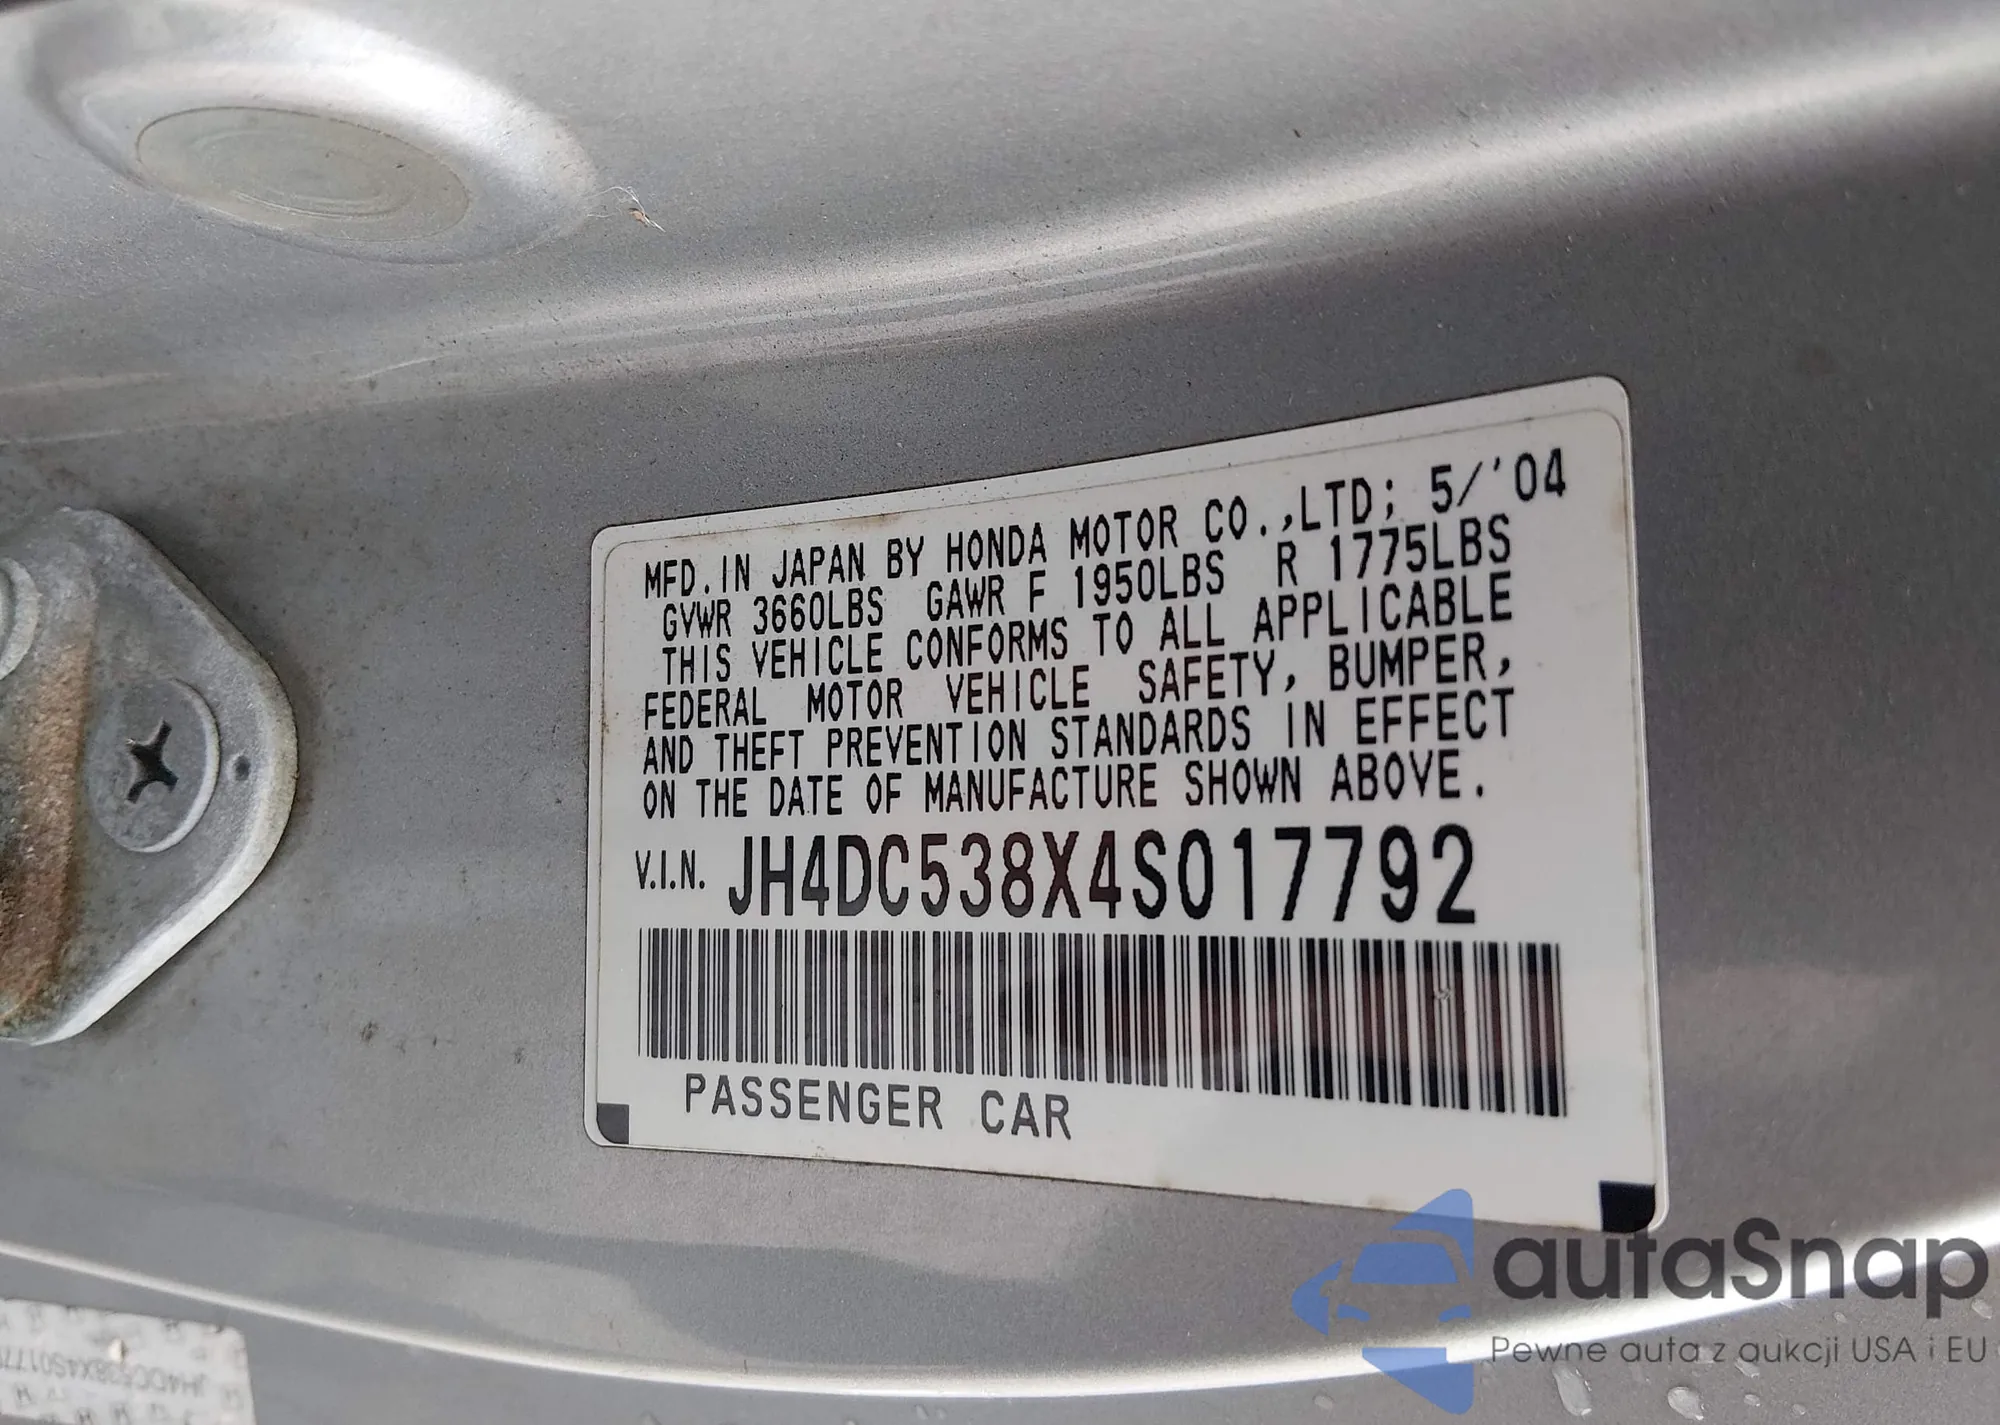 MFD. IN JAPAN BY HONDA MOTOR CO.,LTD; 5/'04
GVWR 3660LBS GAWR F 1950LBS R 1775LBS
THIS VEHICLE CONFORMS TO ALL APPLICABLE
FEDERAL MOTOR VEHICLE SAFETY, BUMPER,
AND THEFT PREVENTION STANDARDS IN EFFECT
ON THE DATE OF MANUFACTURE SHOWN ABOVE.
V.I.N. JH4DC538X4S017792
PASSENGER CAR
autaSnap
Pewne auta z aukcji USA i EU